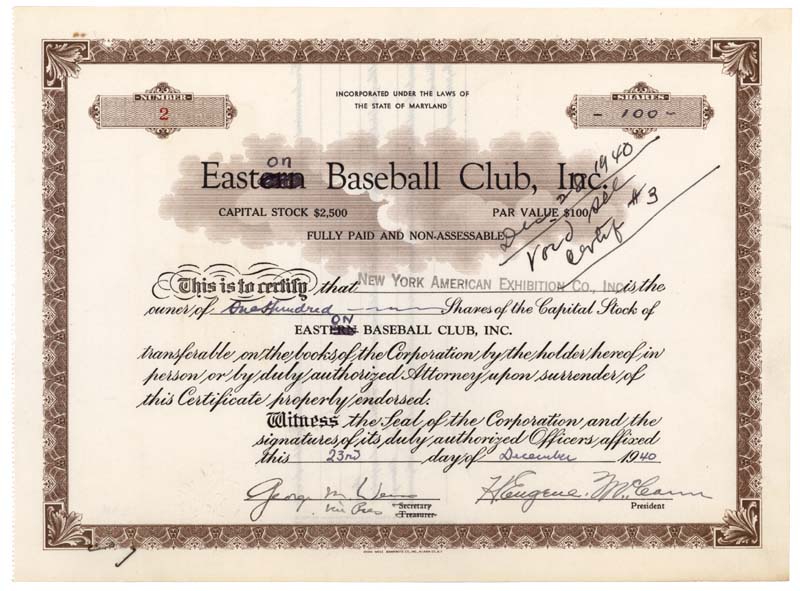 INCORPORATED UNDER THE LAWS OF
THE STATE OF MARYLAND
NUMBER
2
SHARES
- 100 -
on
Eastern Baseball Club, Inc.
CAPITAL STOCK $2,500 PAR VALUE $100
FULLY PAID AND NON-ASSESSABLE
Dec 1940
Void see
Certif #3
This is to certify that NEW YORK AMERICAN EXHIBITION CO., INC. is the
owner of One Hundred Shares of the Capital Stock of
ON
EASTERN BASEBALL CLUB, INC.
transferable on the books of the Corporation by the holder hereof in
person or by duly authorized Attorney upon surrender of
this Certificate properly endorsed.
Witness the Seal of the Corporation and the
signatures of its duly authorized Officers affixed
this 23rd day of December 1940
George M. Weiss H Eugene McCann
Vice Pres Secretary President
Treasurer